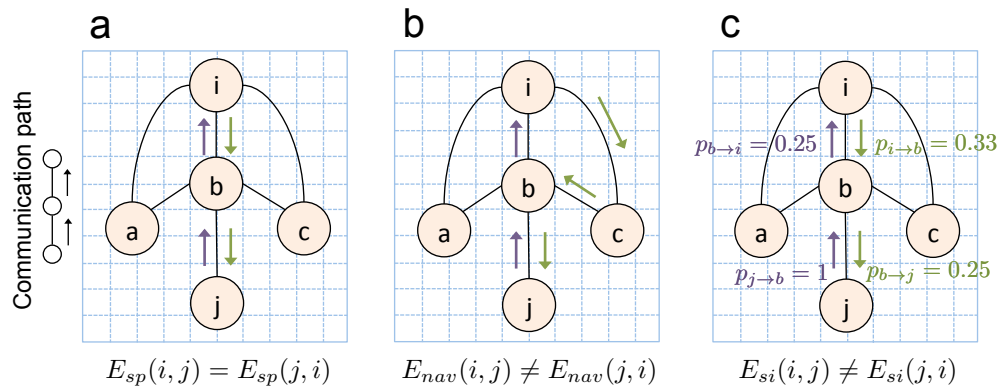 a
b
c
Communication path
i
b
a
c
j
i
b
a
c
j
i
b
a
c
j
p_{b→i} = 0.25
p_{i→b} = 0.33
p_{j→b} = 1
p_{b→j} = 0.25
E_{sp}(i, j) = E_{sp}(j, i)
E_{nav}(i, j) ≠ E_{nav}(j, i)
E_{si}(i, j) ≠ E_{si}(j, i)